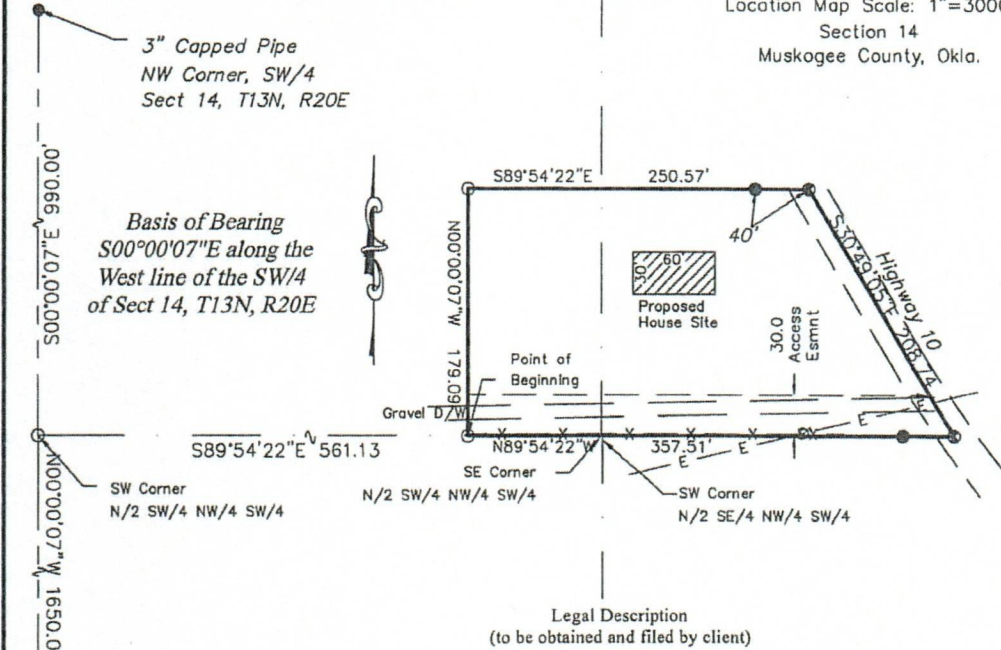 Location Map Scale: 1"=3000
Section 14
Muskogee County, Okla.
3" Capped Pipe
NW Corner, SW/4
Sect 14, T13N, R20E
S00°00'07"E 990.00'
Basis of Bearing
S00°00'07"E along the
West line of the SW/4
of Sect 14, T13N, R20E
S89°54'22"E 250.57'
40'
N00°00'07"W 179.09'
30'
60'
Proposed
House Site
30.0
Access
Esmnt
Highway 10
S30°49'05"E 208.74
Point of
Beginning
Gravel D/W
E
E
E
E
S89°54'22"E 561.13
N89°54'22"W 357.51'
SE Corner
N/2 SW/4 NW/4 SW/4
SW Corner
N/2 SE/4 NW/4 SW/4
SW Corner
N/2 SW/4 NW/4 SW/4
N00°00'07"W 1650.0
Legal Description
(to be obtained and filed by client)